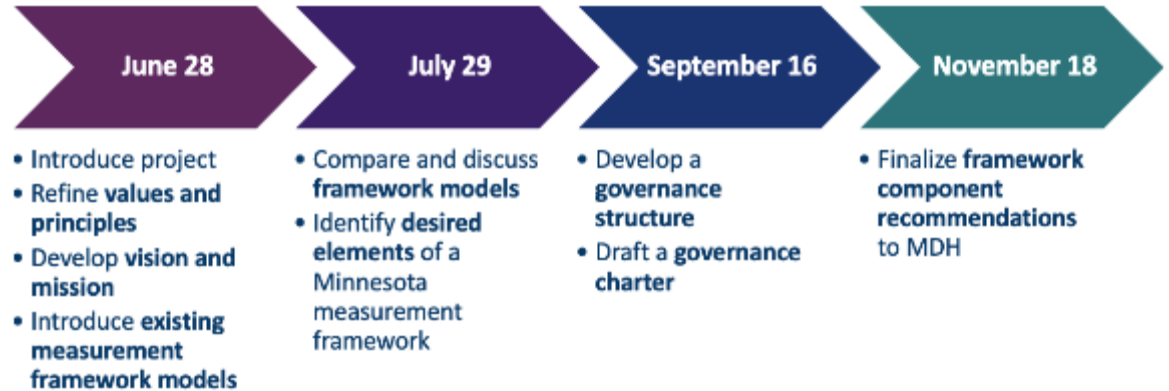 June 28
• Introduce project
• Refine values and
principles
• Develop vision and
mission
• Introduce existing
measurement
framework models
July 29
• Compare and discuss
framework models
• Identify desired
elements of a
Minnesota
measurement
framework
September 16
• Develop a
governance
structure
• Draft a governance
charter
November 18
• Finalize framework
component
recommendations
to MDH